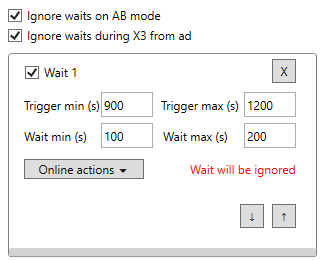 Ignore waits on AB mode
Ignore waits during X3 from ad
Wait 1 X
Trigger min (s) 900 Trigger max (s) 1200
Wait min (s) 100 Wait max (s) 200
Online actions Wait will be ignored
↓ ↑